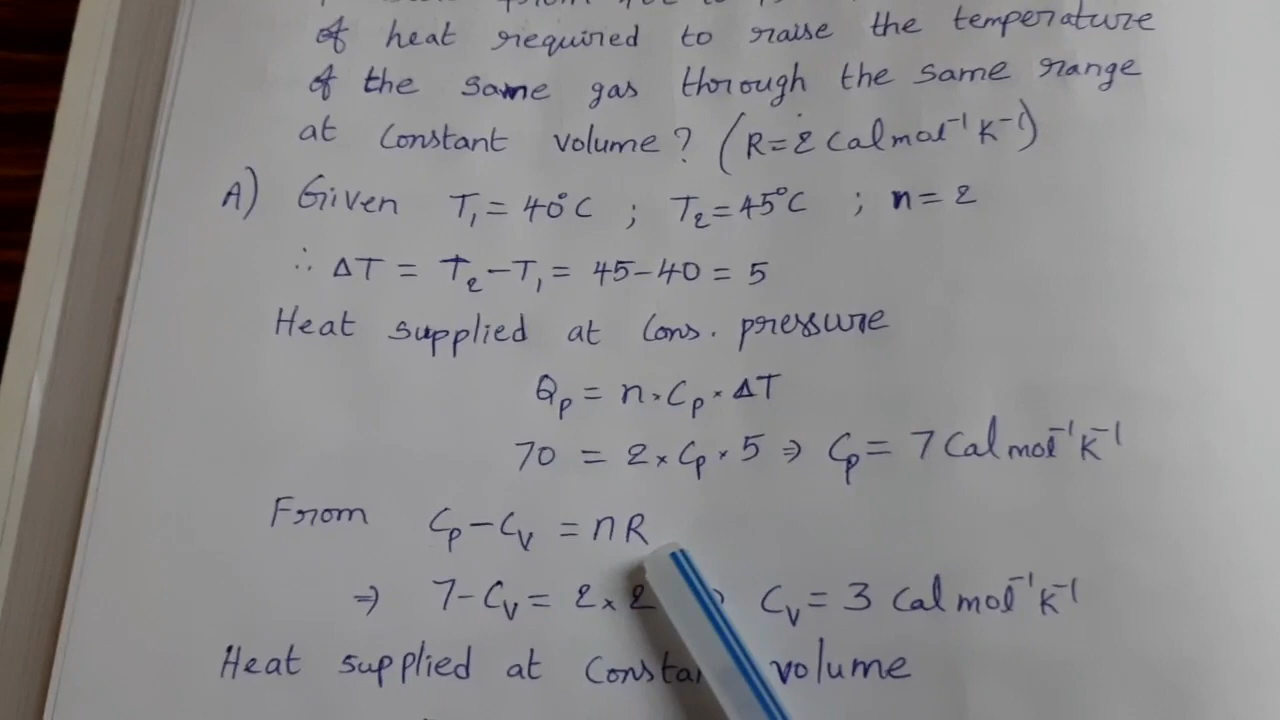 of heat required to raise the temperature
of the same gas through the same range
at Constant volume? (R=2 Cal mol⁻¹ K⁻¹)
A) Given T₁ = 40°C ; T₂ = 45°C ; n = 2
∴ ΔT = T₂ - T₁ = 45 - 40 = 5
Heat supplied at Cons. pressure
Qₚ = n × Cₚ × ΔT
70 = 2 × Cₚ × 5 ⇒ Cₚ = 7 Cal mol⁻¹ K⁻¹
From Cₚ - Cᵥ = nR
⇒ 7 - Cᵥ = 2 × 2 Cᵥ = 3 Cal mol⁻¹ K⁻¹
Heat supplied at volume